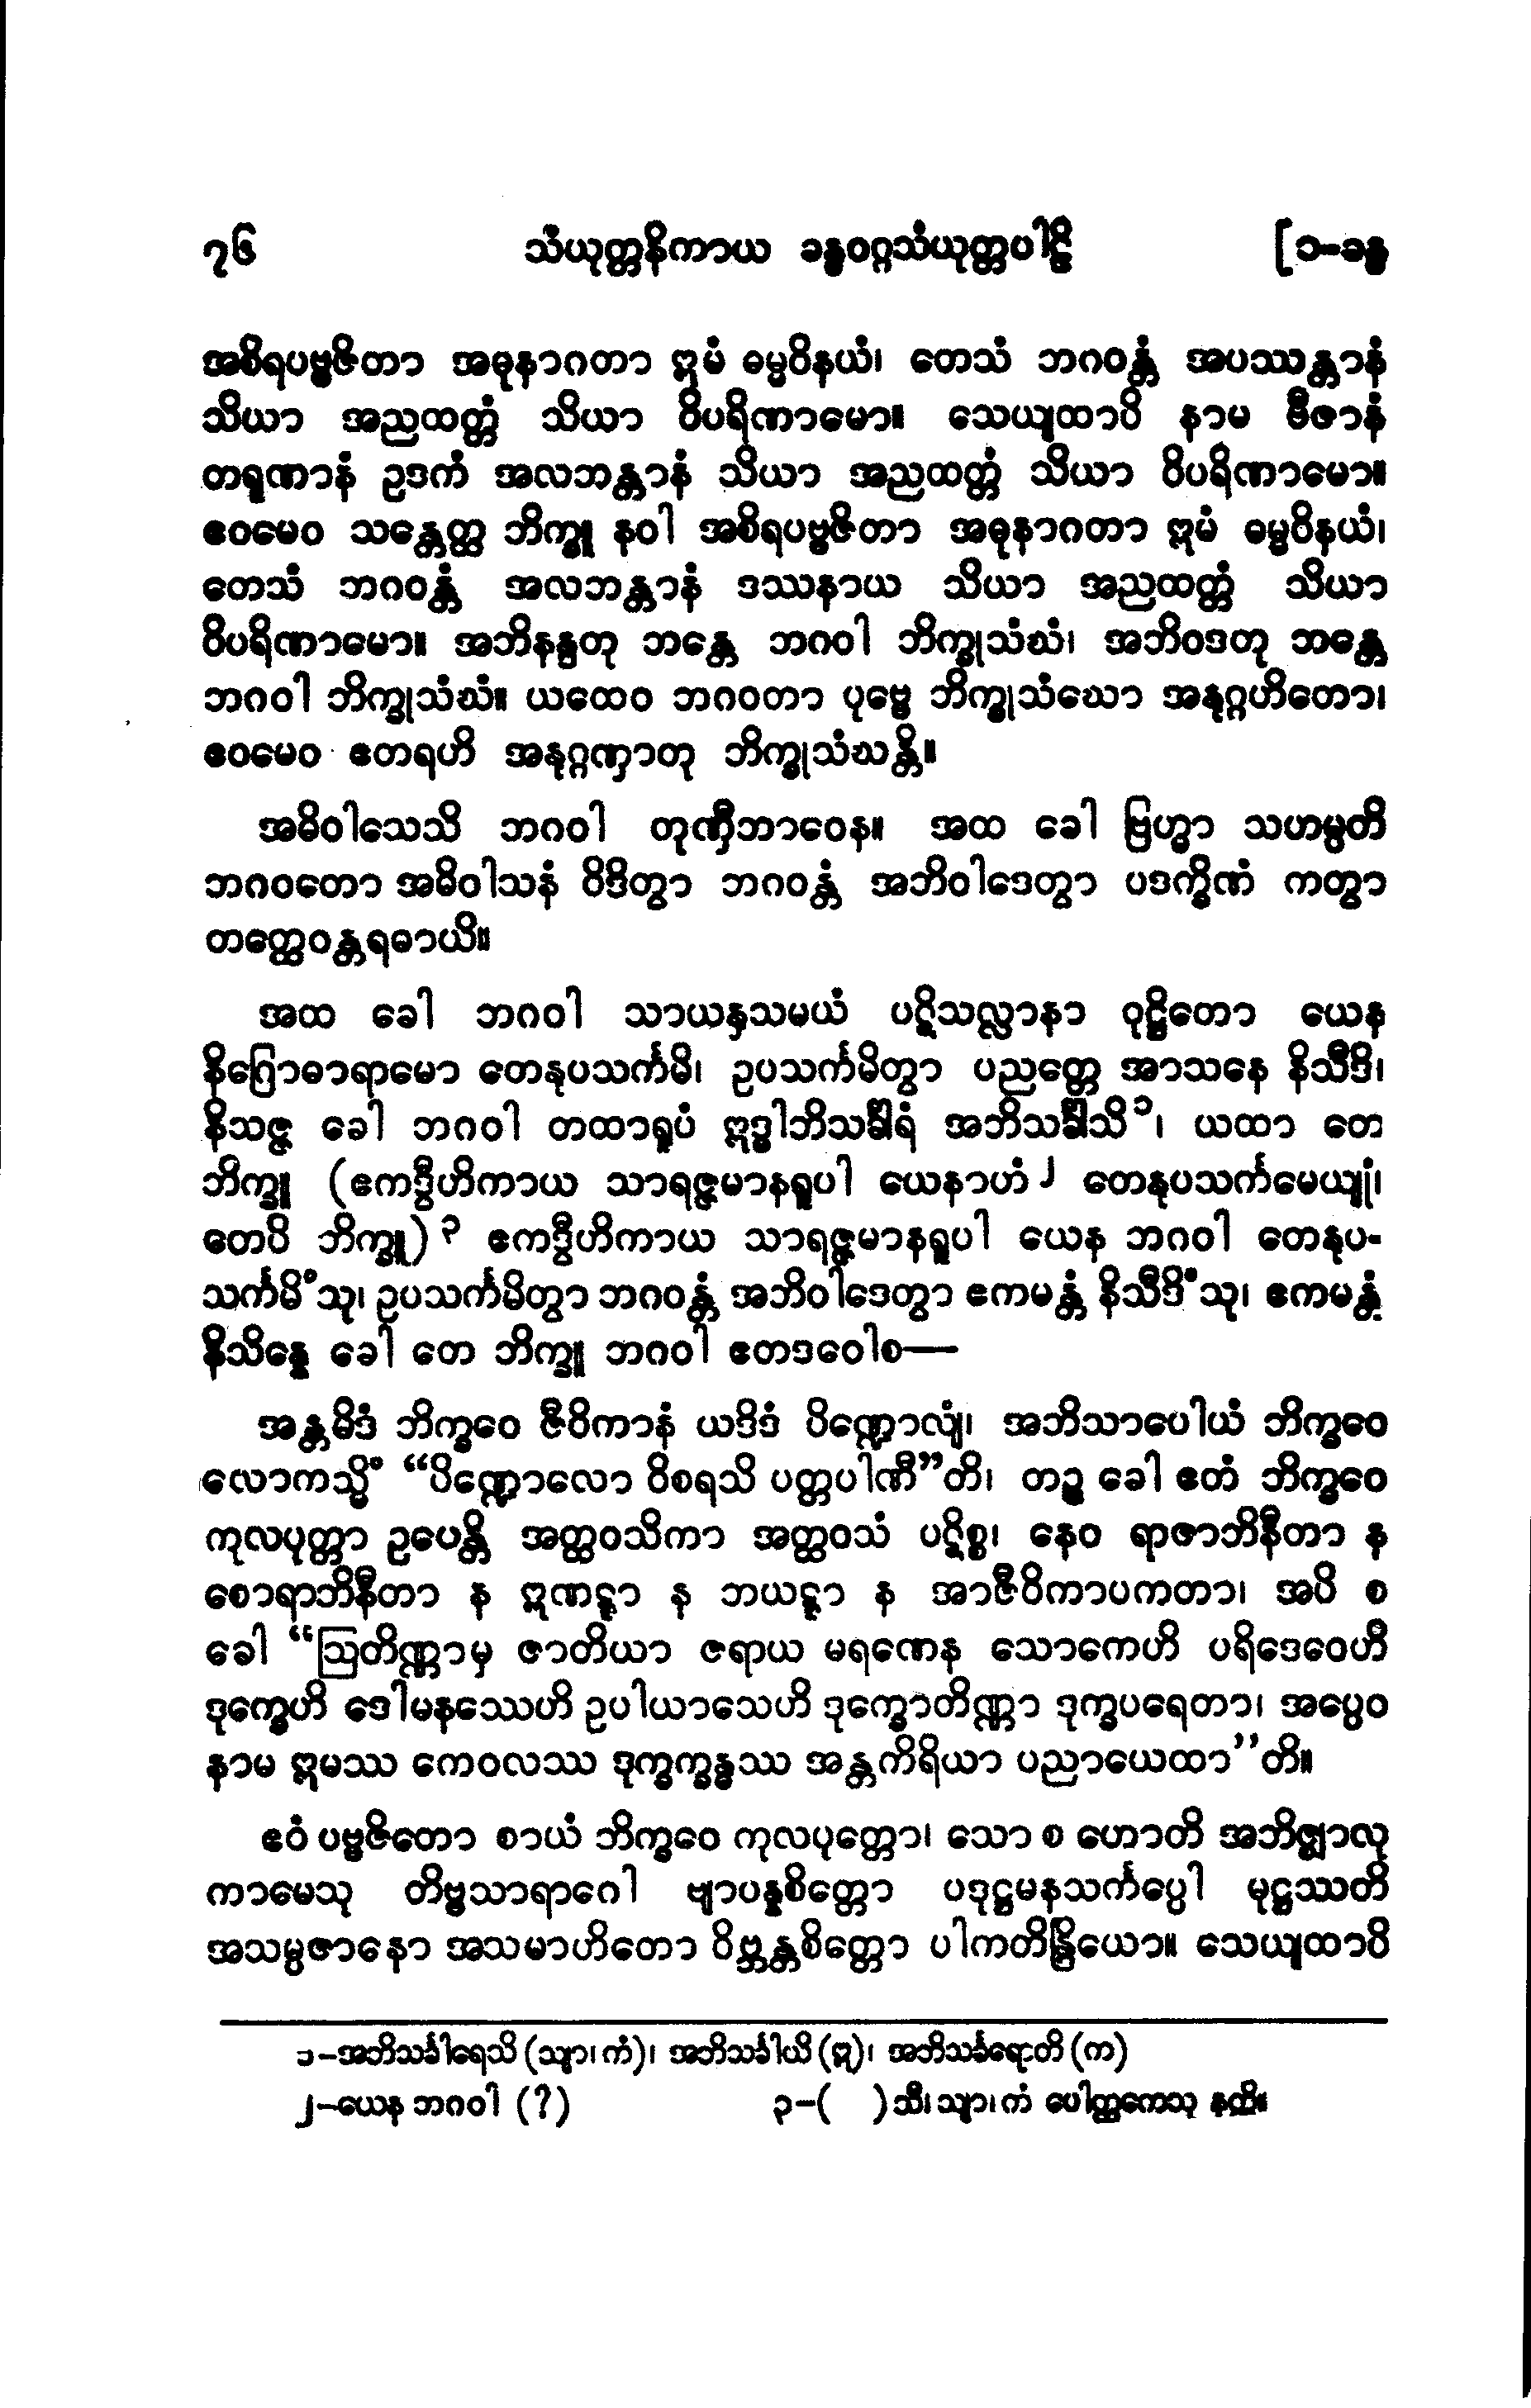 ၇၆ သံယုတ္တနိကာယ ခန္ဓဝဂ္ဂသံယုတ္တပါဠိ [၁-ခန္ဓ
အစိရပဗ္ဗဇိတာ အဓုနာဂတာ ဣမံ ဓမ္မဝိနယံ၊ တေသံ ဘဂဝန္တံ အပဿန္တာနံ
သိယာ အညထတ္တံ သိယာ ဝိပရိဏာမော။ သေယျထာပိ နာမ ဗီဇာနံ
တရုဏာနံ ဥဒကံ အလဘန္တာနံ သိယာ အညထတ္တံ သိယာ ဝိပရိဏာမော။
ဧဝမေဝ သန္တေတ္ထ ဘိက္ခူ နဝါ အစိရပဗ္ဗဇိတာ အဓုနာဂတာ ဣမံ ဓမ္မဝိနယံ၊
တေသံ ဘဂဝန္တံ အလဘန္တာနံ ဒဿနာယ သိယာ အညထတ္တံ သိယာ
ဝိပရိဏာမော။ အဘိနန္ဒတု ဘန္တေ ဘဂဝါ ဘိက္ခုသံဃံ၊ အဘိဝဒတု ဘန္တေ
ဘဂဝါ ဘိက္ခုသံဃံ။ ယထေဝ ဘဂဝတာ ပုဗ္ဗေ ဘိက္ခုသံဃော အနုဂ္ဂဟိတော၊
ဧဝမေဝ ဧတရဟိ အနုဂ္ဂဏှာတု ဘိက္ခုသံဃန္တိ။
အဓိဝါသေသိ ဘဂဝါ တုဏှီဘာဝေန။ အထ ခေါ ဗြဟ္မာ သဟမ္ပတိ
ဘဂဝတော အဓိဝါသနံ ဝိဒိတွာ ဘဂဝန္တံ အဘိဝါဒေတွာ ပဒက္ခိဏံ ကတွာ
တတ္ထေဝန္တရဓာယိ။
အထ ခေါ ဘဂဝါ သာယနှသမယံ ပဋိသလ္လာနာ ဝုဋ္ဌိတော ယေန
နိဂြောဓာရာမော တေနုပသင်္ကမိ၊ ဥပသင်္ကမိတွာ ပညတ္တေ အာသနေ နိသီဒိ၊
နိသဇ္ဇ ခေါ ဘဂဝါ တထာရူပံ ဣဒ္ဓါဘိသင်္ခါရံ အဘိသင်္ခါသိ၁၊ ယထာ တေ
ဘိက္ခူ (ဧကဒွီဟိကာယ သာရဇ္ဇမာနရူပါ ယေနာဟံ၂ တေနုပသင်္ကမေယျုံ၊
တေပိ ဘိက္ခူ)၃ ဧကဒွီဟိကာယ သာရဇ္ဇမာနရူပါ ယေန ဘဂဝါ တေနုပ-
သင်္ကမိံသု၊ ဥပသင်္ကမိတွာ ဘဂဝန္တံ အဘိဝါဒေတွာ ဧကမန္တံ နိသီဒိံသု၊ ဧကမန္တံ
နိသိန္နေ ခေါ တေ ဘိက္ခူ ဘဂဝါ ဧတဒဝေါစ—
အန္တမိဒံ ဘိက္ခဝေ ဇီဝိကာနံ ယဒိဒံ ပိဏ္ဍောလျံ၊ အဘိသာပေါယံ ဘိက္ခဝေ
လောကသ္မိံ “ပိဏ္ဍောလော ဝိစရသိ ပတ္တပါဏီ”တိ၊ တဉ္စ ခေါ ဧတံ ဘိက္ခဝေ
ကုလပုတ္တာ ဥပေန္တိ အတ္ထဝသိကာ အတ္ထဝသံ ပဋိစ္စ၊ နေဝ ရာဇာဘိနီတာ န
စောရာဘိနီတာ န ဣဏဋ္ဋာ န ဘယဋ္ဋာ န အာဇီဝိကာပကတာ၊ အပိ စ
ခေါ “ဩတိဏ္ဏာမှ ဇာတိယာ ဇရာယ မရဏေန သောကေဟိ ပရိဒေဝေဟိ
ဒုက္ခေဟိ ဒေါမနဿေဟိ ဥပါယာသေဟိ ဒုက္ခောတိဏ္ဏာ ဒုက္ခပရေတာ၊ အပ္ပေဝ
နာမ ဣမဿ ကေဝလဿ ဒုက္ခက္ခန္ဓဿ အန္တကိရိယာ ပညာယေထာ”တိ။
ဧဝံ ပဗ္ဗဇိတော စာယံ ဘိက္ခဝေ ကုလပုတ္တော၊ သော စ ဟောတိ အဘိဇ္ဈာလု
ကာမေသု တိဗ္ဗသာရာဂေါ ဗျာပန္နစိတ္တော ပဒုဋ္ဌမနသင်္ကပ္ပေါ မုဋ္ဌဿတိ
အသမ္ပဇာနော အသမာဟိတော ဝိဗ္ဘန္တစိတ္တော ပါကတိန္ဒြိယော။ သေယျထာပိ
၁-အဘိသင်္ခါရေသိ (သျာ၊ ကံ)၊ အဘိသင်္ခါယိ (ဣ)၊ အဘိသင်္ခရောတိ (က)
၂-ယေန ဘဂဝါ (?) ၃-( ) သီ၊ သျာ၊ ကံ ပေါတ္ထကေသု နတ္ထိ။